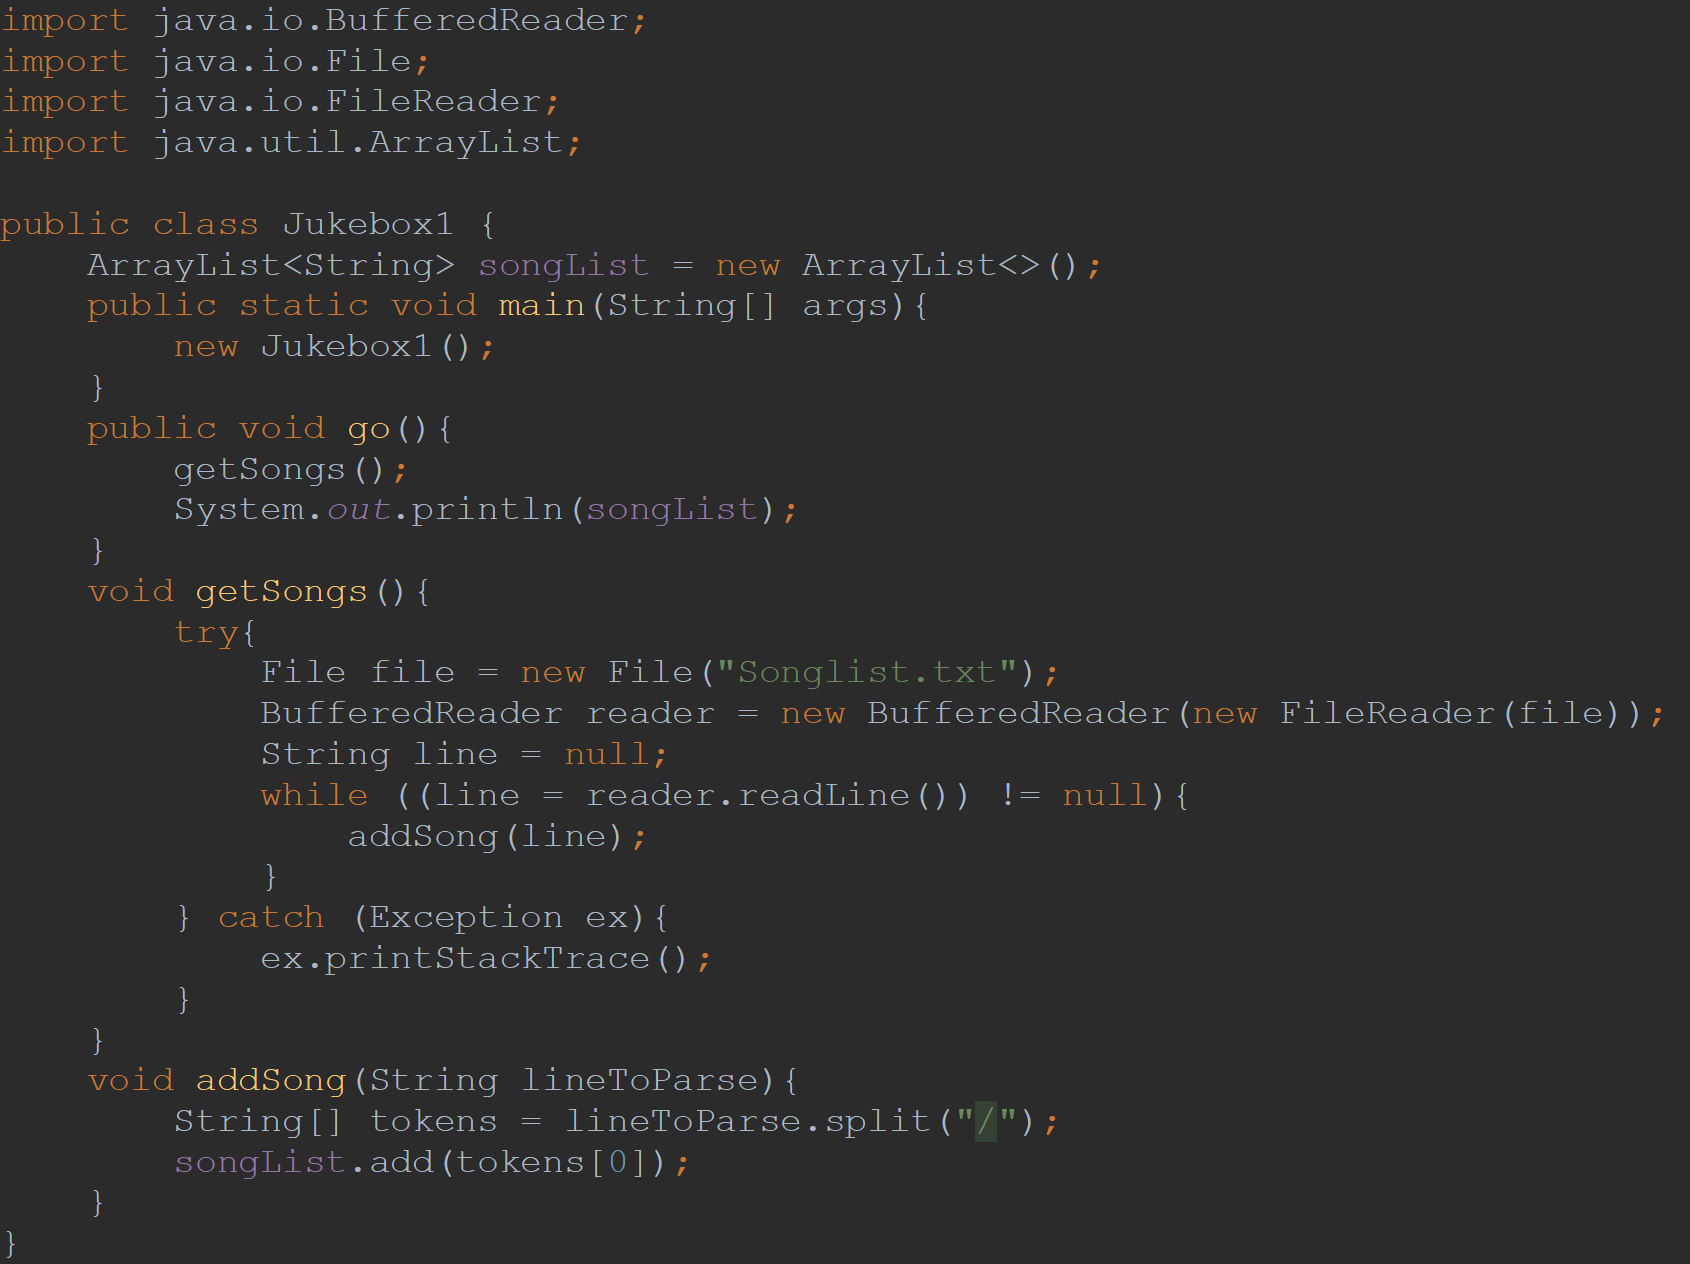 import java.io.BufferedReader;
import java.io.File;
import java.io.FileReader;
import java.util.ArrayList;

public class Jukebox1 {
    ArrayList<String> songList = new ArrayList<>();
    public static void main(String[] args){
        new Jukebox1();
    }
    public void go(){
        getSongs();
        System.out.println(songList);
    }
    void getSongs(){
        try{
            File file = new File("Songlist.txt");
            BufferedReader reader = new BufferedReader(new FileReader(file));
            String line = null;
            while ((line = reader.readLine()) != null){
                addSong(line);
            }
        } catch (Exception ex){
            ex.printStackTrace();
        }
    }
    void addSong(String lineToParse){
        String[] tokens = lineToParse.split("/");
        songList.add(tokens[0]);
    }
}